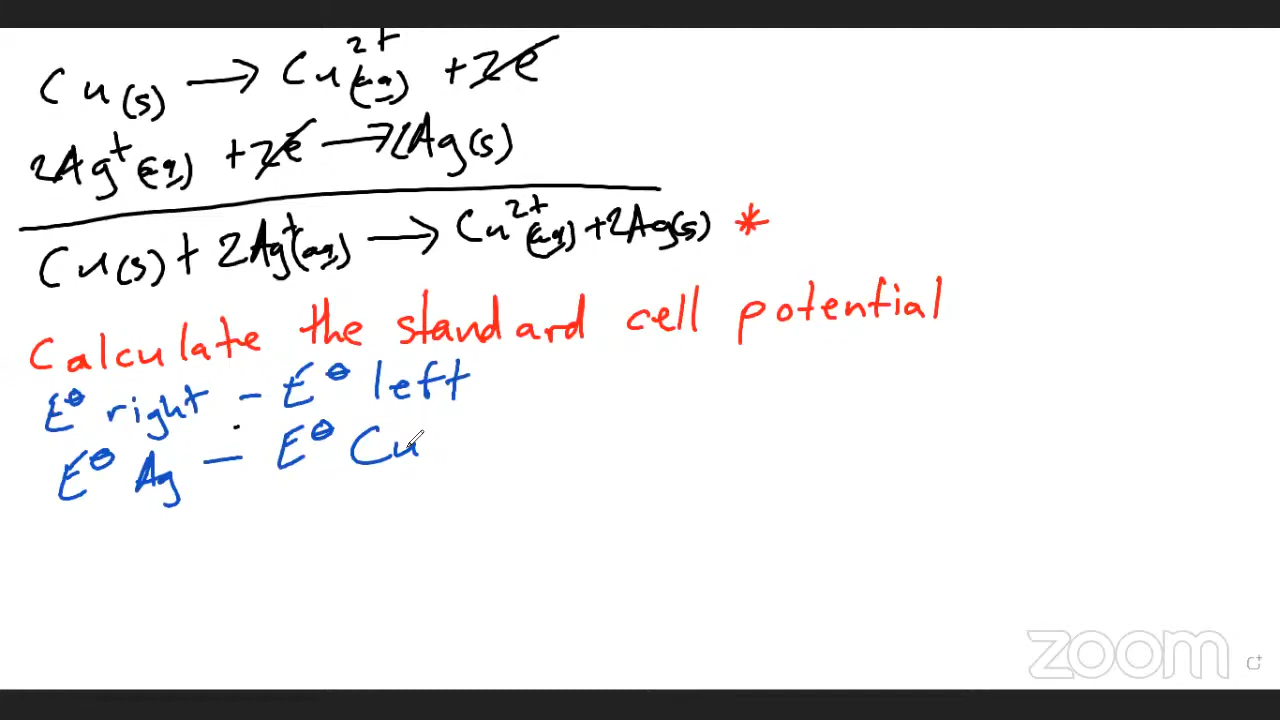 Cu(s) → Cu²⁺(aq) + 2e
2Ag⁺(aq) + 2e → 2Ag(s)
Cu(s) + 2Ag⁺(aq) → Cu²⁺(aq) + 2Ag(s) *
Calculate the standard cell potential
E⊖ right - E⊖ left
E⊖ Ag - E⊖ Cu
zoom